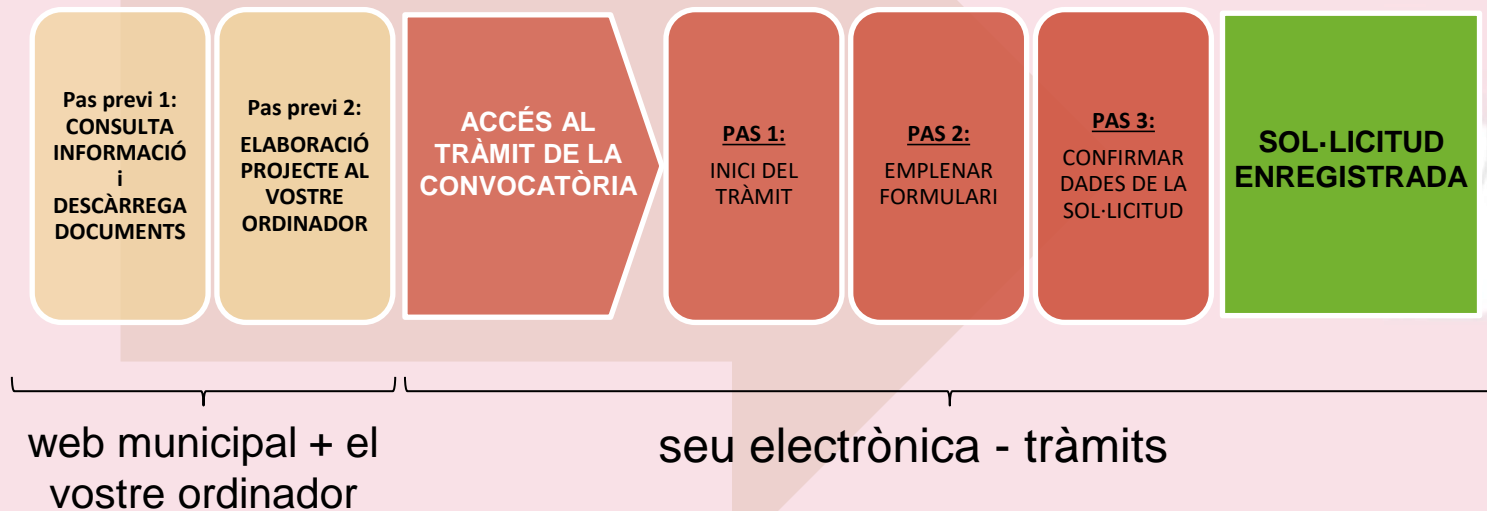 Pas previ 1:
CONSULTA
INFORMACIÓ
i
DESCÀRREGA
DOCUMENTS
Pas previ 2:
ELABORACIÓ
PROJECTE AL
VOSTRE
ORDINADOR
ACCÉS AL
TRÀMIT DE LA
CONVOCATÒRIA
PAS 1:
INICI DEL
TRÀMIT
PAS 2:
EMPLENAR
FORMULARI
PAS 3:
CONFIRMAR
DADES DE LA
SOL·LICITUD
SOL·LICITUD
ENREGISTRADA
web municipal + el
vostre ordinador
seu electrònica - tràmits